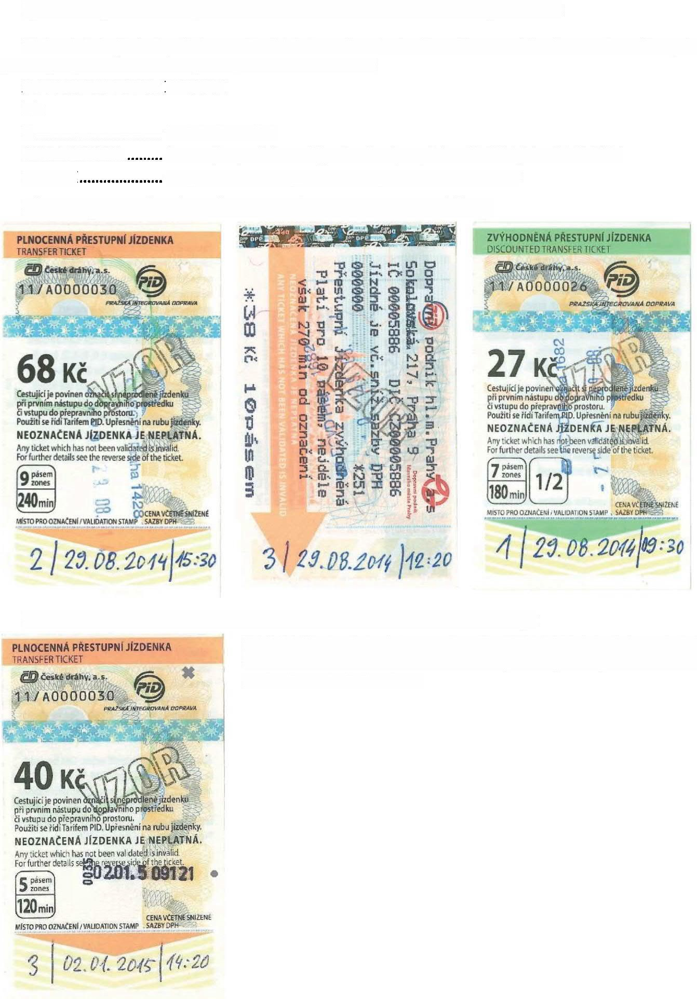 PLNOCENNÁ PŘESTUPNÍ JÍZDENKA
TRANSFER TICKET
ČD České dráhy, a.s.
PID
11/A0000030
PRAŽSKÁ INTEGROVANÁ DOPRAVA
68 Kč
VZOR
Cestující je povinen označit si neprodleně jízdenku
při prvním nástupu do dopravního prostředku
či vstupu do přepravního prostoru.
Použití se řídí Tarifem PID. Upřesnění na rubu jízdenky.
NEOZNAČENÁ JÍZDENKA JE NEPLATNÁ.
Any ticket which has not been validated is invalid.
For further details see the reverse side of the ticket.
9 pásem
zones
240 min
CENA VČETNĚ SNÍŽENÉ
MÍSTO PRO OZNAČENÍ / VALIDATION STAMP . SAZBY DPH
2 | 29.08.2014 | 15:30
Dopravní podnik hl.m.Prahy a.s
Sokolovská 217, Praha 9
IČ 00005886 DIČ CZ00005886
Jízdné je vč.sníž.sazby DPH
000000 *251
Přestupní jízdenka zvýhodněná
Platí pro 10 pásem, nejdéle
však 270 min od označení
NEOZNAČENÁ JÍZDENKA JE NEPLATNÁ
ANY TICKET WHICH HAS NOT BEEN VALIDATED IS INVALID
*38 Kč 10pásem
Dopravní podnik
hlavního města Prahy
VZOR
3 | 29.08.2014 | 12:20
ZVÝHODNĚNÁ PŘESTUPNÍ JÍZDENKA
DISCOUNTED TRANSFER TICKET
ČD České dráhy, a.s.
PID
11/A0000026
PRAŽSKÁ INTEGROVANÁ DOPRAVA
27 Kč
VZOR
Cestující je povinen označit si neprodleně jízdenku
při prvním nástupu do dopravního prostředku
či vstupu do přepravního prostoru.
Použití se řídí Tarifem PID. Upřesnění na rubu jízdenky.
NEOZNAČENÁ JÍZDENKA JE NEPLATNÁ.
Any ticket which has not been validated is invalid.
For further details see the reverse side of the ticket.
7 pásem
zones
180 min
1/2
CENA VČETNĚ SNÍŽENÉ
MÍSTO PRO OZNAČENÍ / VALIDATION STAMP . SAZBY DPH
1 | 29.08.2014 | 09:30
PLNOCENNÁ PŘESTUPNÍ JÍZDENKA
TRANSFER TICKET
ČD České dráhy, a.s.
PID
11/A0000030
PRAŽSKÁ INTEGROVANÁ DOPRAVA
40 Kč
VZOR
Cestující je povinen označit si neprodleně jízdenku
při prvním nástupu do dopravního prostředku
či vstupu do přepravního prostoru.
Použití se řídí Tarifem PID. Upřesnění na rubu jízdenky.
NEOZNAČENÁ JÍZDENKA JE NEPLATNÁ.
Any ticket which has not been validated is invalid.
For further details see the reverse side of the ticket.
0035 0201.5 09121
5 pásem
zones
120 min
CENA VČETNĚ SNÍŽENÉ
MÍSTO PRO OZNAČENÍ / VALIDATION STAMP . SAZBY DPH
3 | 02.01.2015 | 14:20